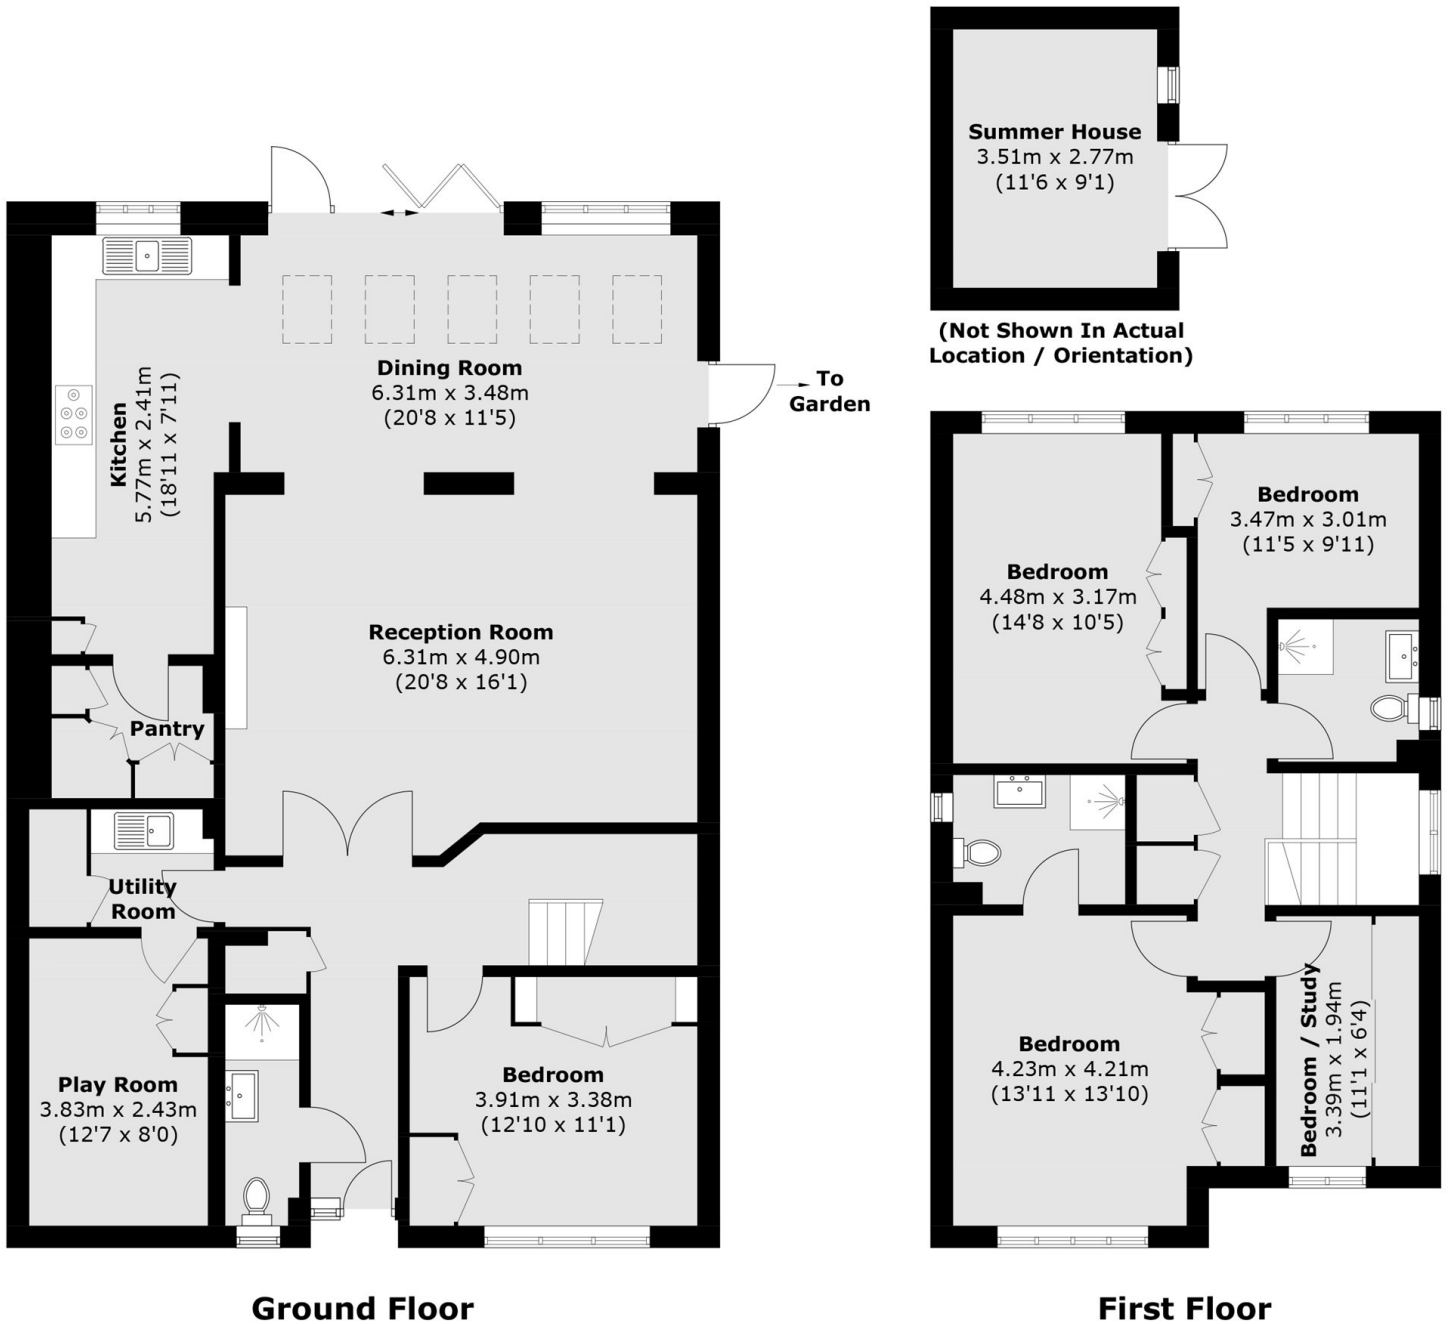 Summer House
3.51m x 2.77m
(11'6 x 9'1)
(Not Shown In Actual
Location / Orientation)
Dining Room
6.31m x 3.48m
(20'8 x 11'5)
To
Garden
Kitchen
5.77m x 2.41m
(18'11 x 7'11)
Reception Room
6.31m x 4.90m
(20'8 x 16'1)
Pantry
Utility
Room
Play Room
3.83m x 2.43m
(12'7 x 8'0)
Bedroom
3.91m x 3.38m
(12'10 x 11'1)
Ground Floor
Bedroom
3.47m x 3.01m
(11'5 x 9'11)
Bedroom
4.48m x 3.17m
(14'8 x 10'5)
Bedroom
4.23m x 4.21m
(13'11 x 13'10)
Bedroom / Study
3.39m x 1.94m
(11'1 x 6'4)
First Floor